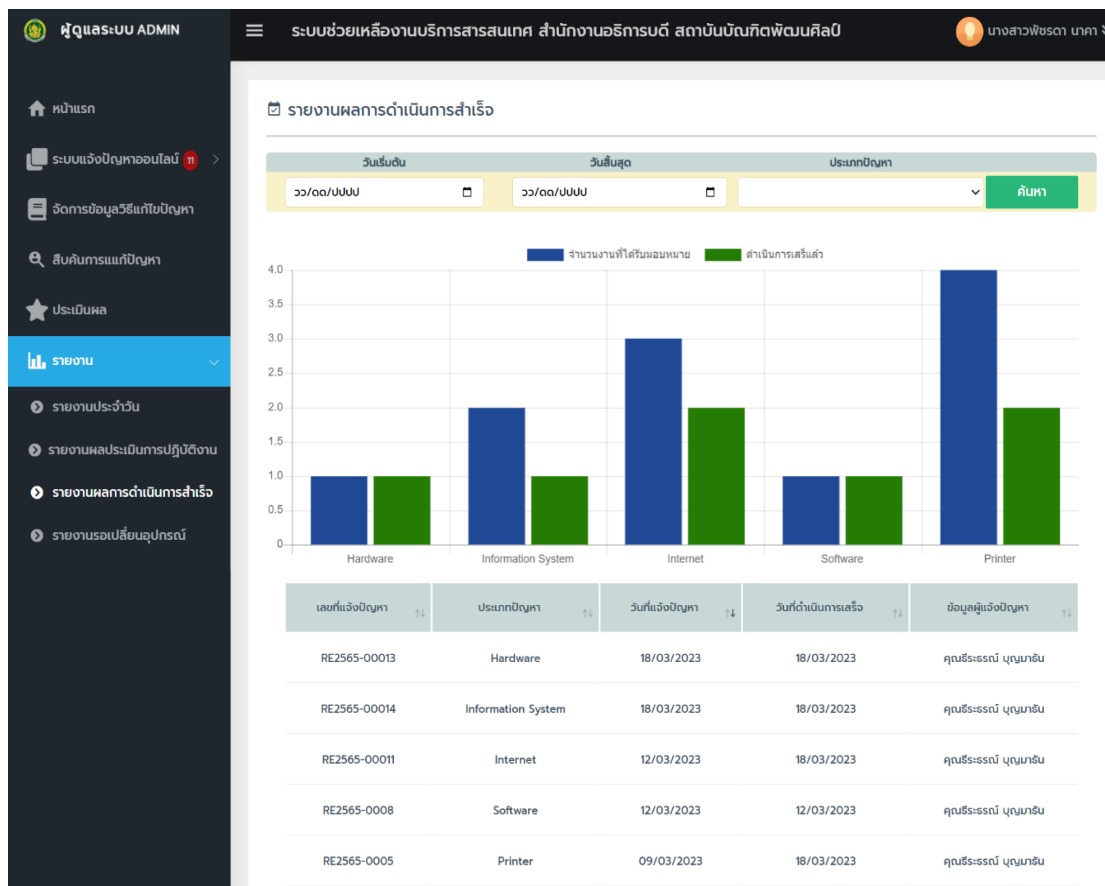 ผู้ดูแลระบบ ADMIN
ระบบช่วยเหลืองานบริการสารสนเทศ สำนักงานอธิการบดี สถาบันบัณฑิตพัฒนศิลป์
นางสาวพัชรดา นาคา
หน้าแรก
ระบบแจ้งปัญหาออนไลน์ 11
จัดการข้อมูลวิธีแก้ไขปัญหา
สืบค้นการแแก้ปัญหา
ประเมินผล
รายงาน
รายงานประจำวัน
รายงานผลประเมินการปฏิบัติงาน
รายงานผลการดำเนินการสำเร็จ
รายงานรอเปลี่ยนอุปกรณ์
รายงานผลการดำเนินการสำเร็จ
วันเริ่มต้น วันสิ้นสุด ประเภทปัญหา
วว/ดด/ปปปป วว/ดด/ปปปป ค้นหา
จำนวนงานที่ได้รับมอบหมาย ดำเนินการเสร็แล้ว
4.0
3.5
3.0
2.5
2.0
1.5
1.0
0.5
0
Hardware Information System Internet Software Printer
เลขที่แจ้งปัญหา ประเภทปัญหา วันที่แจ้งปัญหา วันที่ดำเนินการเสร็จ ข้อมูลผู้แจ้งปัญหา
RE2565-00013 Hardware 18/03/2023 18/03/2023 คุณธีระธรณ์ บุญมาธัน
RE2565-00014 Information System 18/03/2023 18/03/2023 คุณธีระธรณ์ บุญมาธัน
RE2565-00011 Internet 12/03/2023 18/03/2023 คุณธีระธรณ์ บุญมาธัน
RE2565-0008 Software 12/03/2023 12/03/2023 คุณธีระธรณ์ บุญมาธัน
RE2565-0005 Printer 09/03/2023 18/03/2023 คุณธีระธรณ์ บุญมาธัน